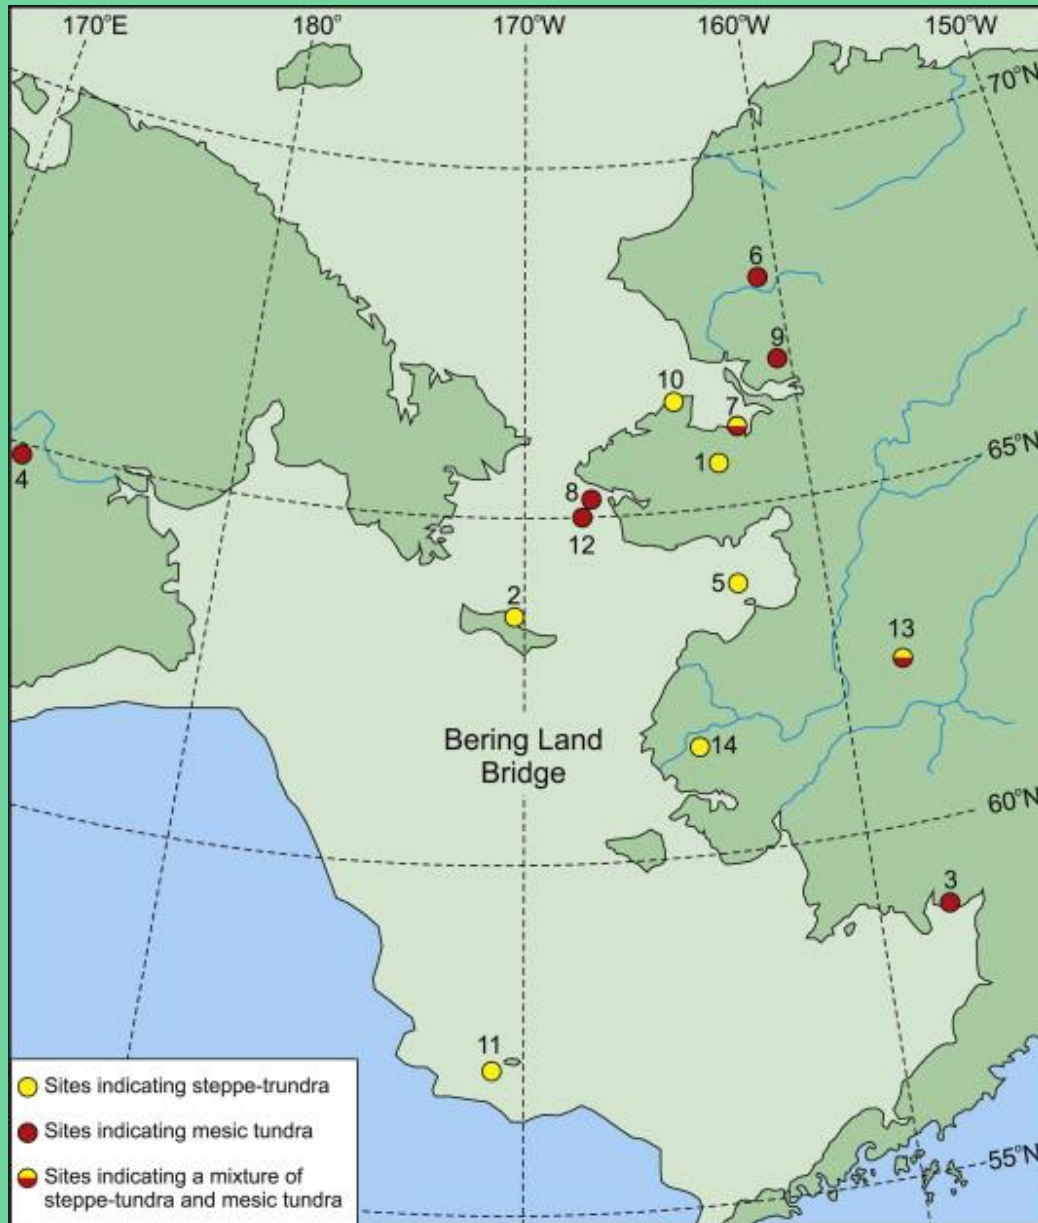 170°E
180°
170°W
160°W
150°W
70°N
6
9
10
7
65°N
1
4
8
12
5
2
13
Bering Land
Bridge
14
60°N
3
11
55°N
Sites indicating steppe-trundra
Sites indicating mesic tundra
Sites indicating a mixture of
steppe-tundra and mesic tundra